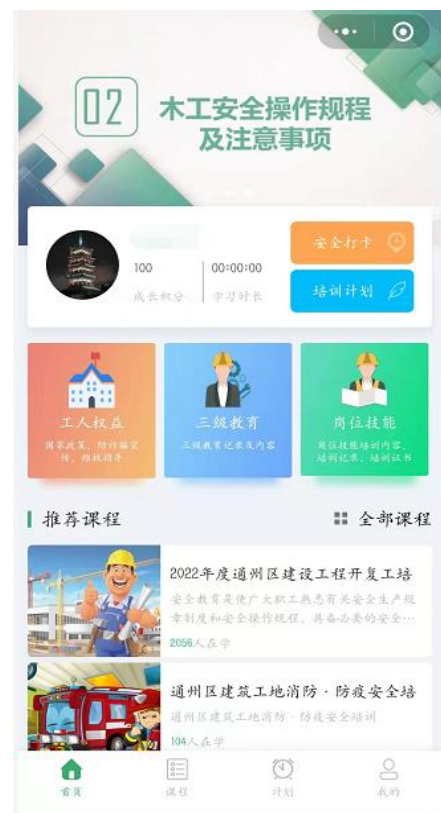 02
木工安全操作规程
及注意事项
100
00:00:00
成长积分
学习时长
安全打卡
培训计划
工人权益
国家政策、防诈骗宣
传、维权指导
三级教育
三级教育记录及内容
岗位技能
岗位技能培训内容、
培训记录、培训证书
推荐课程
全部课程
2022年度通州区建设工程开复工培
安全教育是使广大职工熟悉有关安全生产规
章制度和安全操作规程，具备必要的安全…
2056人在学
通州区建筑工地消防·防疫安全培
通州区建筑工地消防·防疫安全培训
104人在学
首页
课程
计划
我的